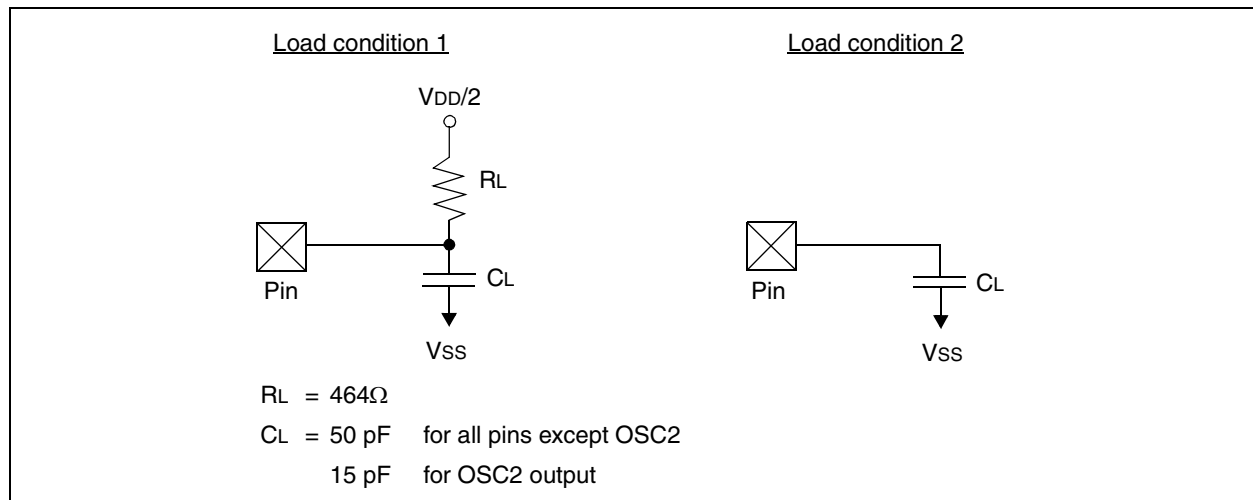 Load condition 1
Load condition 2
VDD/2
RL
CL
Pin
VSS
Pin
CL
VSS
RL = 464Ω
CL = 50 pF for all pins except OSC2
15 pF for OSC2 output